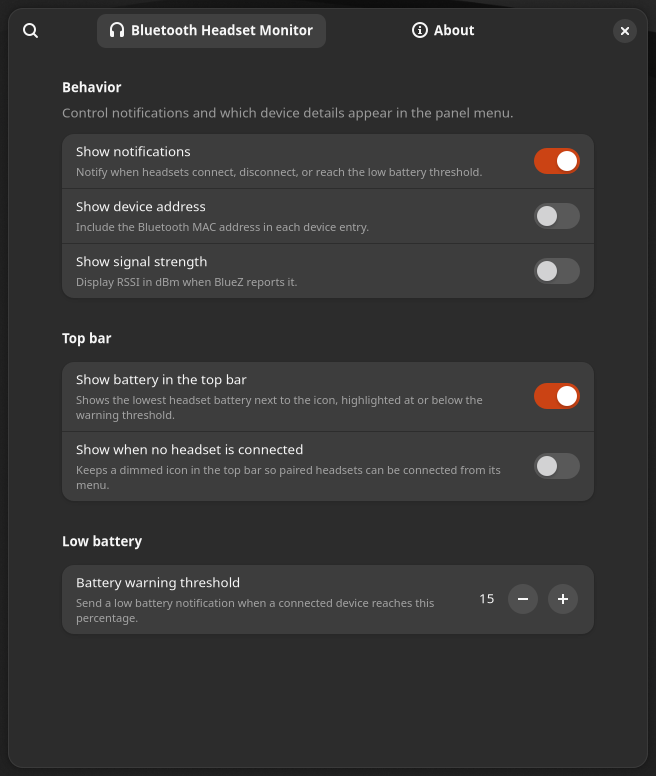 Bluetooth Headset Monitor
About
Behavior
Control notifications and which device details appear in the panel menu.
Show notifications
Notify when headsets connect, disconnect, or reach the low battery threshold.
Show device address
Include the Bluetooth MAC address in each device entry.
Show signal strength
Display RSSI in dBm when BlueZ reports it.
Top bar
Show battery in the top bar
Shows the lowest headset battery next to the icon, highlighted at or below the
warning threshold.
Show when no headset is connected
Keeps a dimmed icon in the top bar so paired headsets can be connected from its
menu.
Low battery
Battery warning threshold
Send a low battery notification when a connected device reaches this
percentage.
15